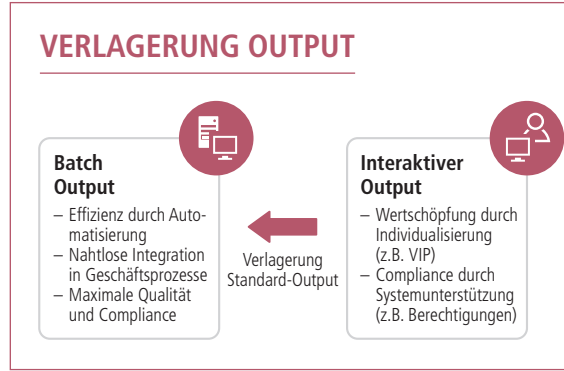 VERLAGERUNG OUTPUT
Batch
Output
– Effizienz durch Auto-
matisierung
– Nahtlose Integration
in Geschäftsprozesse
– Maximale Qualität
und Compliance
Verlagerung
Standard-Output
Interaktiver
Output
– Wertschöpfung durch
Individualisierung
(z.B. VIP)
– Compliance durch
Systemunterstützung
(z.B. Berechtigungen)